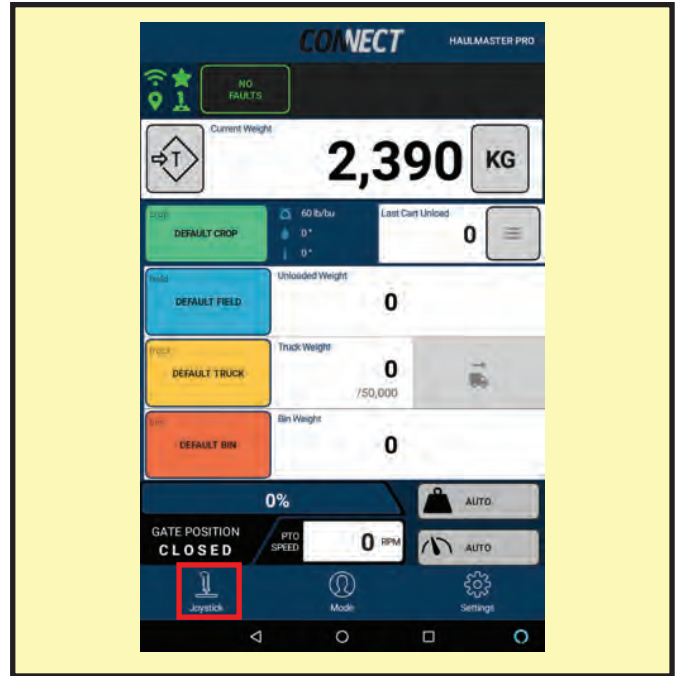 CONNECT
HAULMASTER PRO
NO
FAULTS
Current Weight
T
2,390
KG
crop
DEFAULT CROP
60 lb/bu
0°
0°
Last Cart Unload
0
field
DEFAULT FIELD
Unloaded Weight
0
truck
DEFAULT TRUCK
Truck Weight
0
/50,000
bin
DEFAULT BIN
Bin Weight
0
0%
AUTO
GATE POSITION
CLOSED
PTO
SPEED
0 RPM
AUTO
Joystick
Mode
Settings